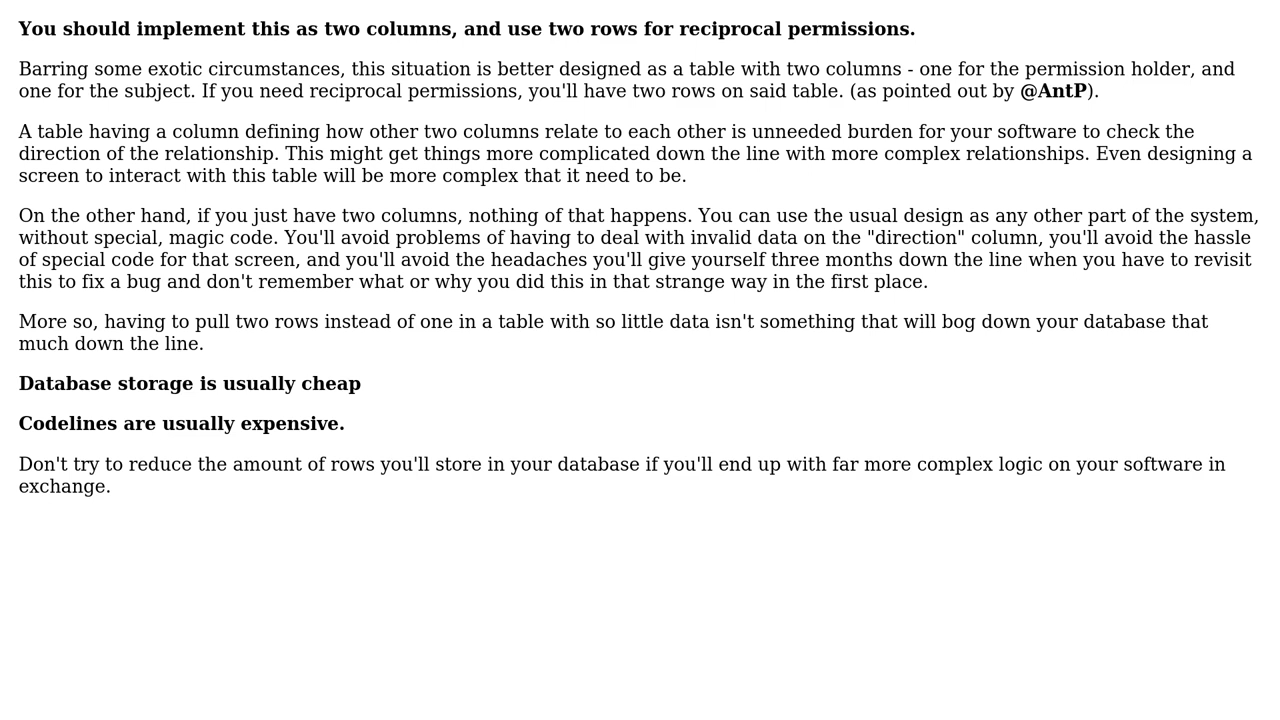 You should implement this as two columns, and use two rows for reciprocal permissions.
Barring some exotic circumstances, this situation is better designed as a table with two columns - one for the permission holder, and
one for the subject. If you need reciprocal permissions, you'll have two rows on said table. (as pointed out by @AntP).
A table having a column defining how other two columns relate to each other is unneeded burden for your software to check the
direction of the relationship. This might get things more complicated down the line with more complex relationships. Even designing a
screen to interact with this table will be more complex that it need to be.
On the other hand, if you just have two columns, nothing of that happens. You can use the usual design as any other part of the system,
without special, magic code. You'll avoid problems of having to deal with invalid data on the "direction" column, you'll avoid the hassle
of special code for that screen, and you'll avoid the headaches you'll give yourself three months down the line when you have to revisit
this to fix a bug and don't remember what or why you did this in that strange way in the first place.
More so, having to pull two rows instead of one in a table with so little data isn't something that will bog down your database that
much down the line.
Database storage is usually cheap
Codelines are usually expensive.
Don't try to reduce the amount of rows you'll store in your database if you'll end up with far more complex logic on your software in
exchange.